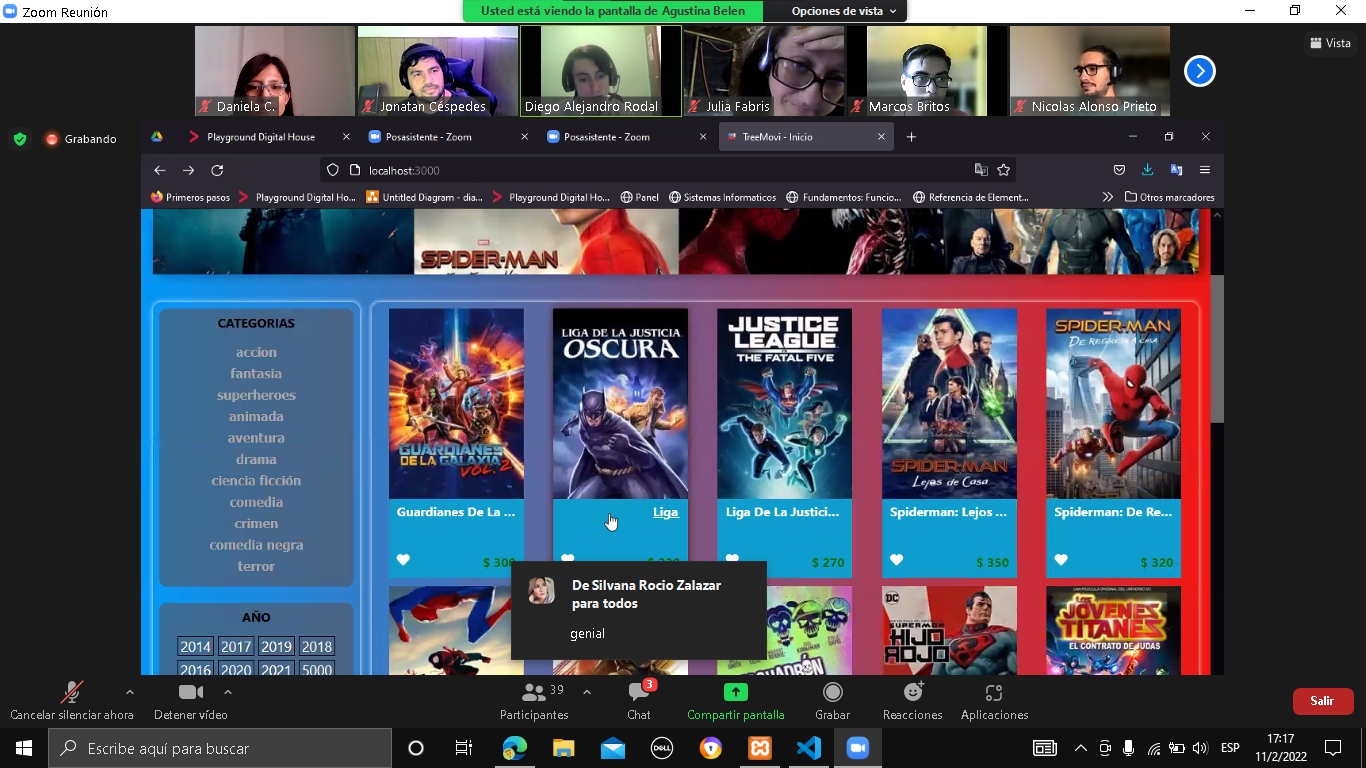 Zoom Reunión
Usted está viendo la pantalla de Agustina Belen
Opciones de vista
Vista
Daniela C.
Jonatan Céspedes
Diego Alejandro Rodal
Julia Fabris
Marcos Britos
Nicolas Alonso Prieto
Grabando
Playground Digital House
Posasistente - Zoom
Posasistente - Zoom
TreeMovi - Inicio
localhost:3000
Primeros pasos
Playground Digital Ho...
Untitled Diagram - dia...
Playground Digital Ho...
Panel
Sistemas Informaticos
Fundamentos: Funcio...
Referencia de Element...
Otros marcadores
SPIDER-MAN
CATEGORIAS
accion
fantasia
superheroes
animada
aventura
drama
ciencia ficción
comedia
crimen
comedia negra
terror
AÑO
2014 2017 2019 2018
2016 2020 2021 5000
GUARDIANES
DE LA GALAXIA
VOL. 2
Guardianes De La ...
$ 300
LIGA DE LA JUSTICIA
OSCURA
Liga
JUSTICE
LEAGUE
VS
THE FATAL FIVE
Liga De La Justici...
$ 270
SPIDER-MAN
Lejos de Casa
Spiderman: Lejos ...
$ 350
SPIDER-MAN
DE REGRESO A CASA
Spiderman: De Re...
$ 320
De Silvana Rocio Zalazar
para todos
genial
DC
SUPERMAN
HIJO
ROJO
LOS
JÓVENES
TITANES
EL CONTRATO DE JUDAS
Cancelar silenciar ahora
Detener vídeo
39
Participantes
3
Chat
Compartir pantalla
Grabar
Reacciones
Aplicaciones
Salir
Escribe aquí para buscar
DELL
ESP
17:17
11/2/2022